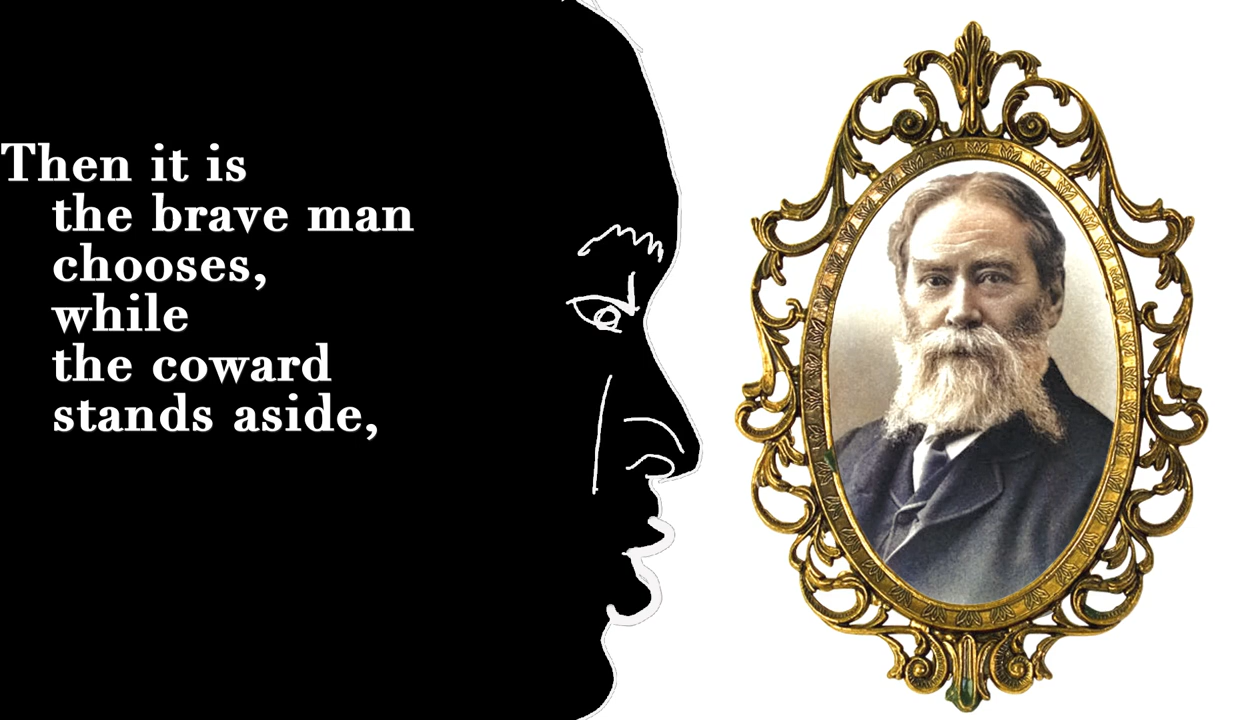 Then it is
the brave man
chooses,
while
the coward
stands aside,